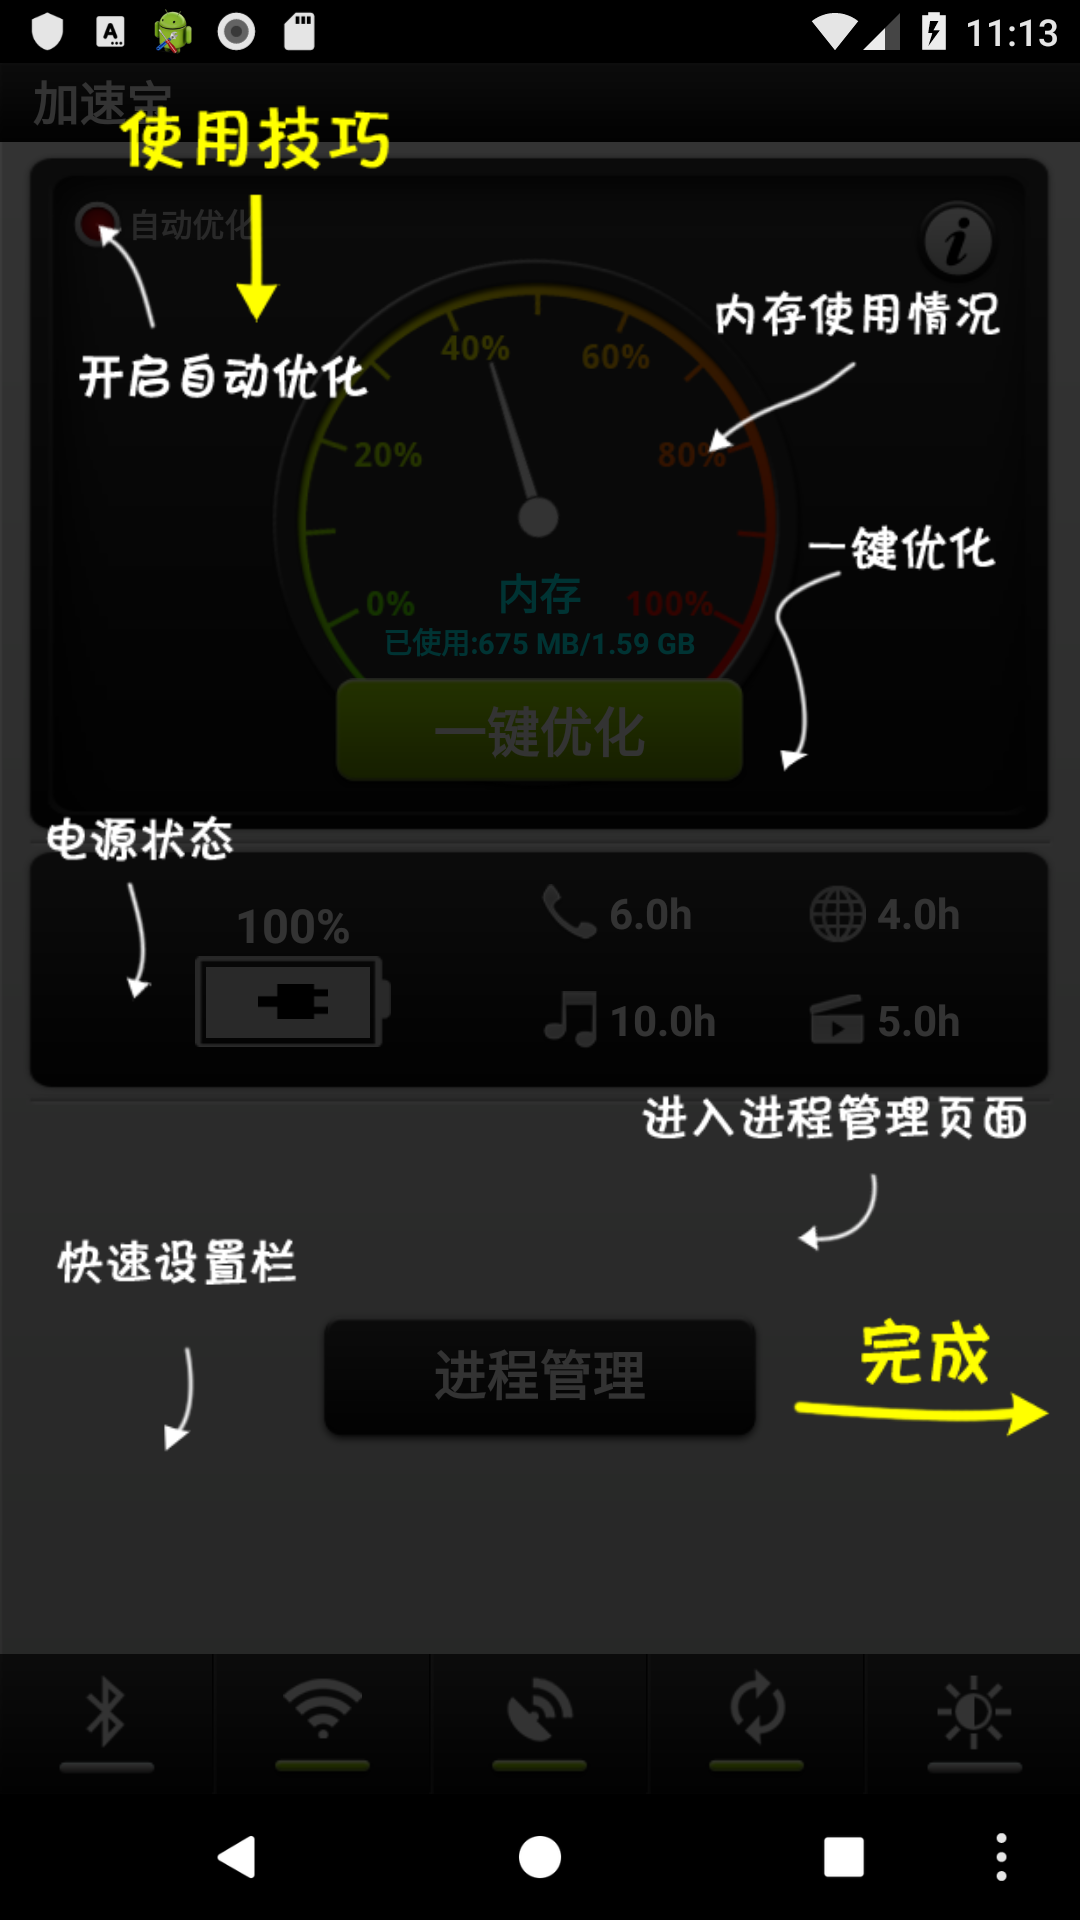 11:13
加速宝
使用技巧
自动优化
开启自动优化
内存使用情况
40%
60%
20%
80%
一键优化
0%
内存
100%
已使用:675 MB/1.59 GB
一键优化
电源状态
100%
6.0h
4.0h
10.0h
5.0h
进入进程管理页面
快速设置栏
进程管理
完成